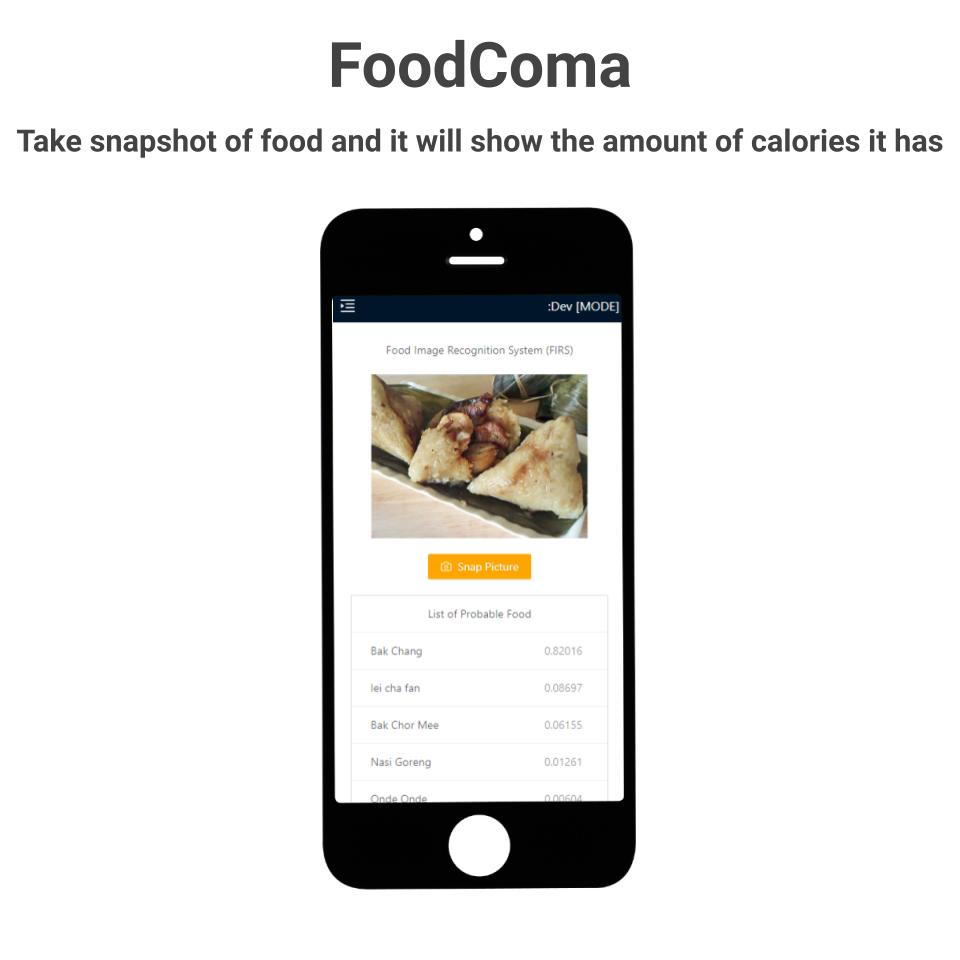 FoodComa
Take snapshot of food and it will show the amount of calories it has
:Dev [MODE]
Food Image Recognition System (FIRS)
Snap Picture
List of Probable Food
Bak Chang 0.82016
lei cha fan 0.08697
Bak Chor Mee 0.06155
Nasi Goreng 0.01261
Onde Onde 0.00604